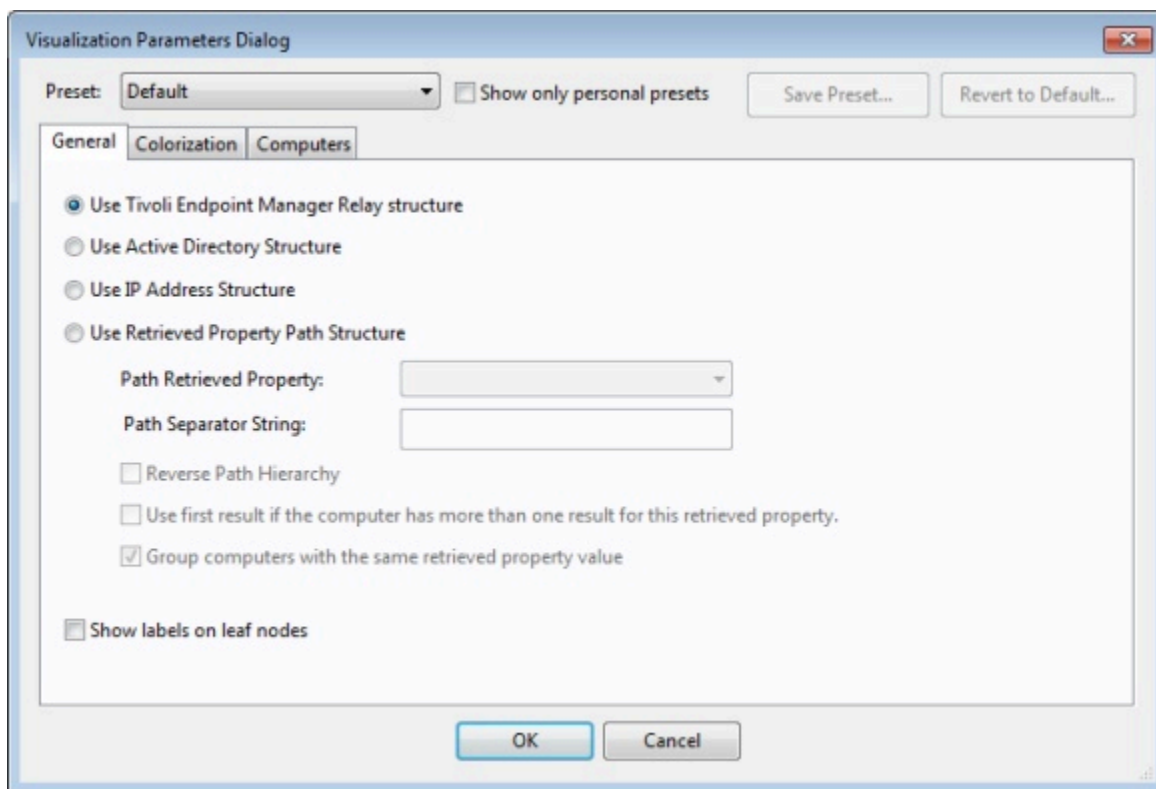 Visualization Parameters Dialog
Preset: Default Show only personal presets Save Preset... Revert to Default...
General Colorization Computers
Use Tivoli Endpoint Manager Relay structure
Use Active Directory Structure
Use IP Address Structure
Use Retrieved Property Path Structure
Path Retrieved Property:
Path Separator String:
Reverse Path Hierarchy
Use first result if the computer has more than one result for this retrieved property.
Group computers with the same retrieved property value
Show labels on leaf nodes
OK Cancel